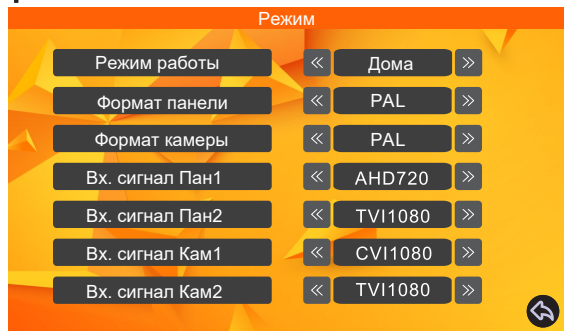 Режим
Режим работы « Дома »
Формат панели « PAL »
Формат камеры « PAL »
Вх. сигнал Пан1 « AHD720 »
Вх. сигнал Пан2 « TVI1080 »
Вх. сигнал Кам1 « CVI1080 »
Вх. сигнал Кам2 « TVI1080 »